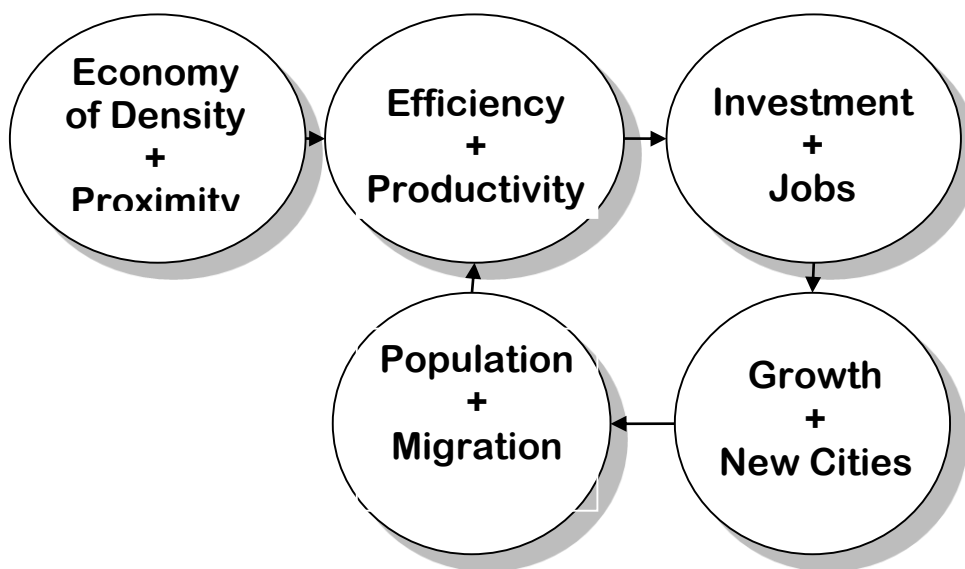 Economy
of Density
+
Proximity
Efficiency
+
Productivity
Investment
+
Jobs
Population
+
Migration
Growth
+
New Cities